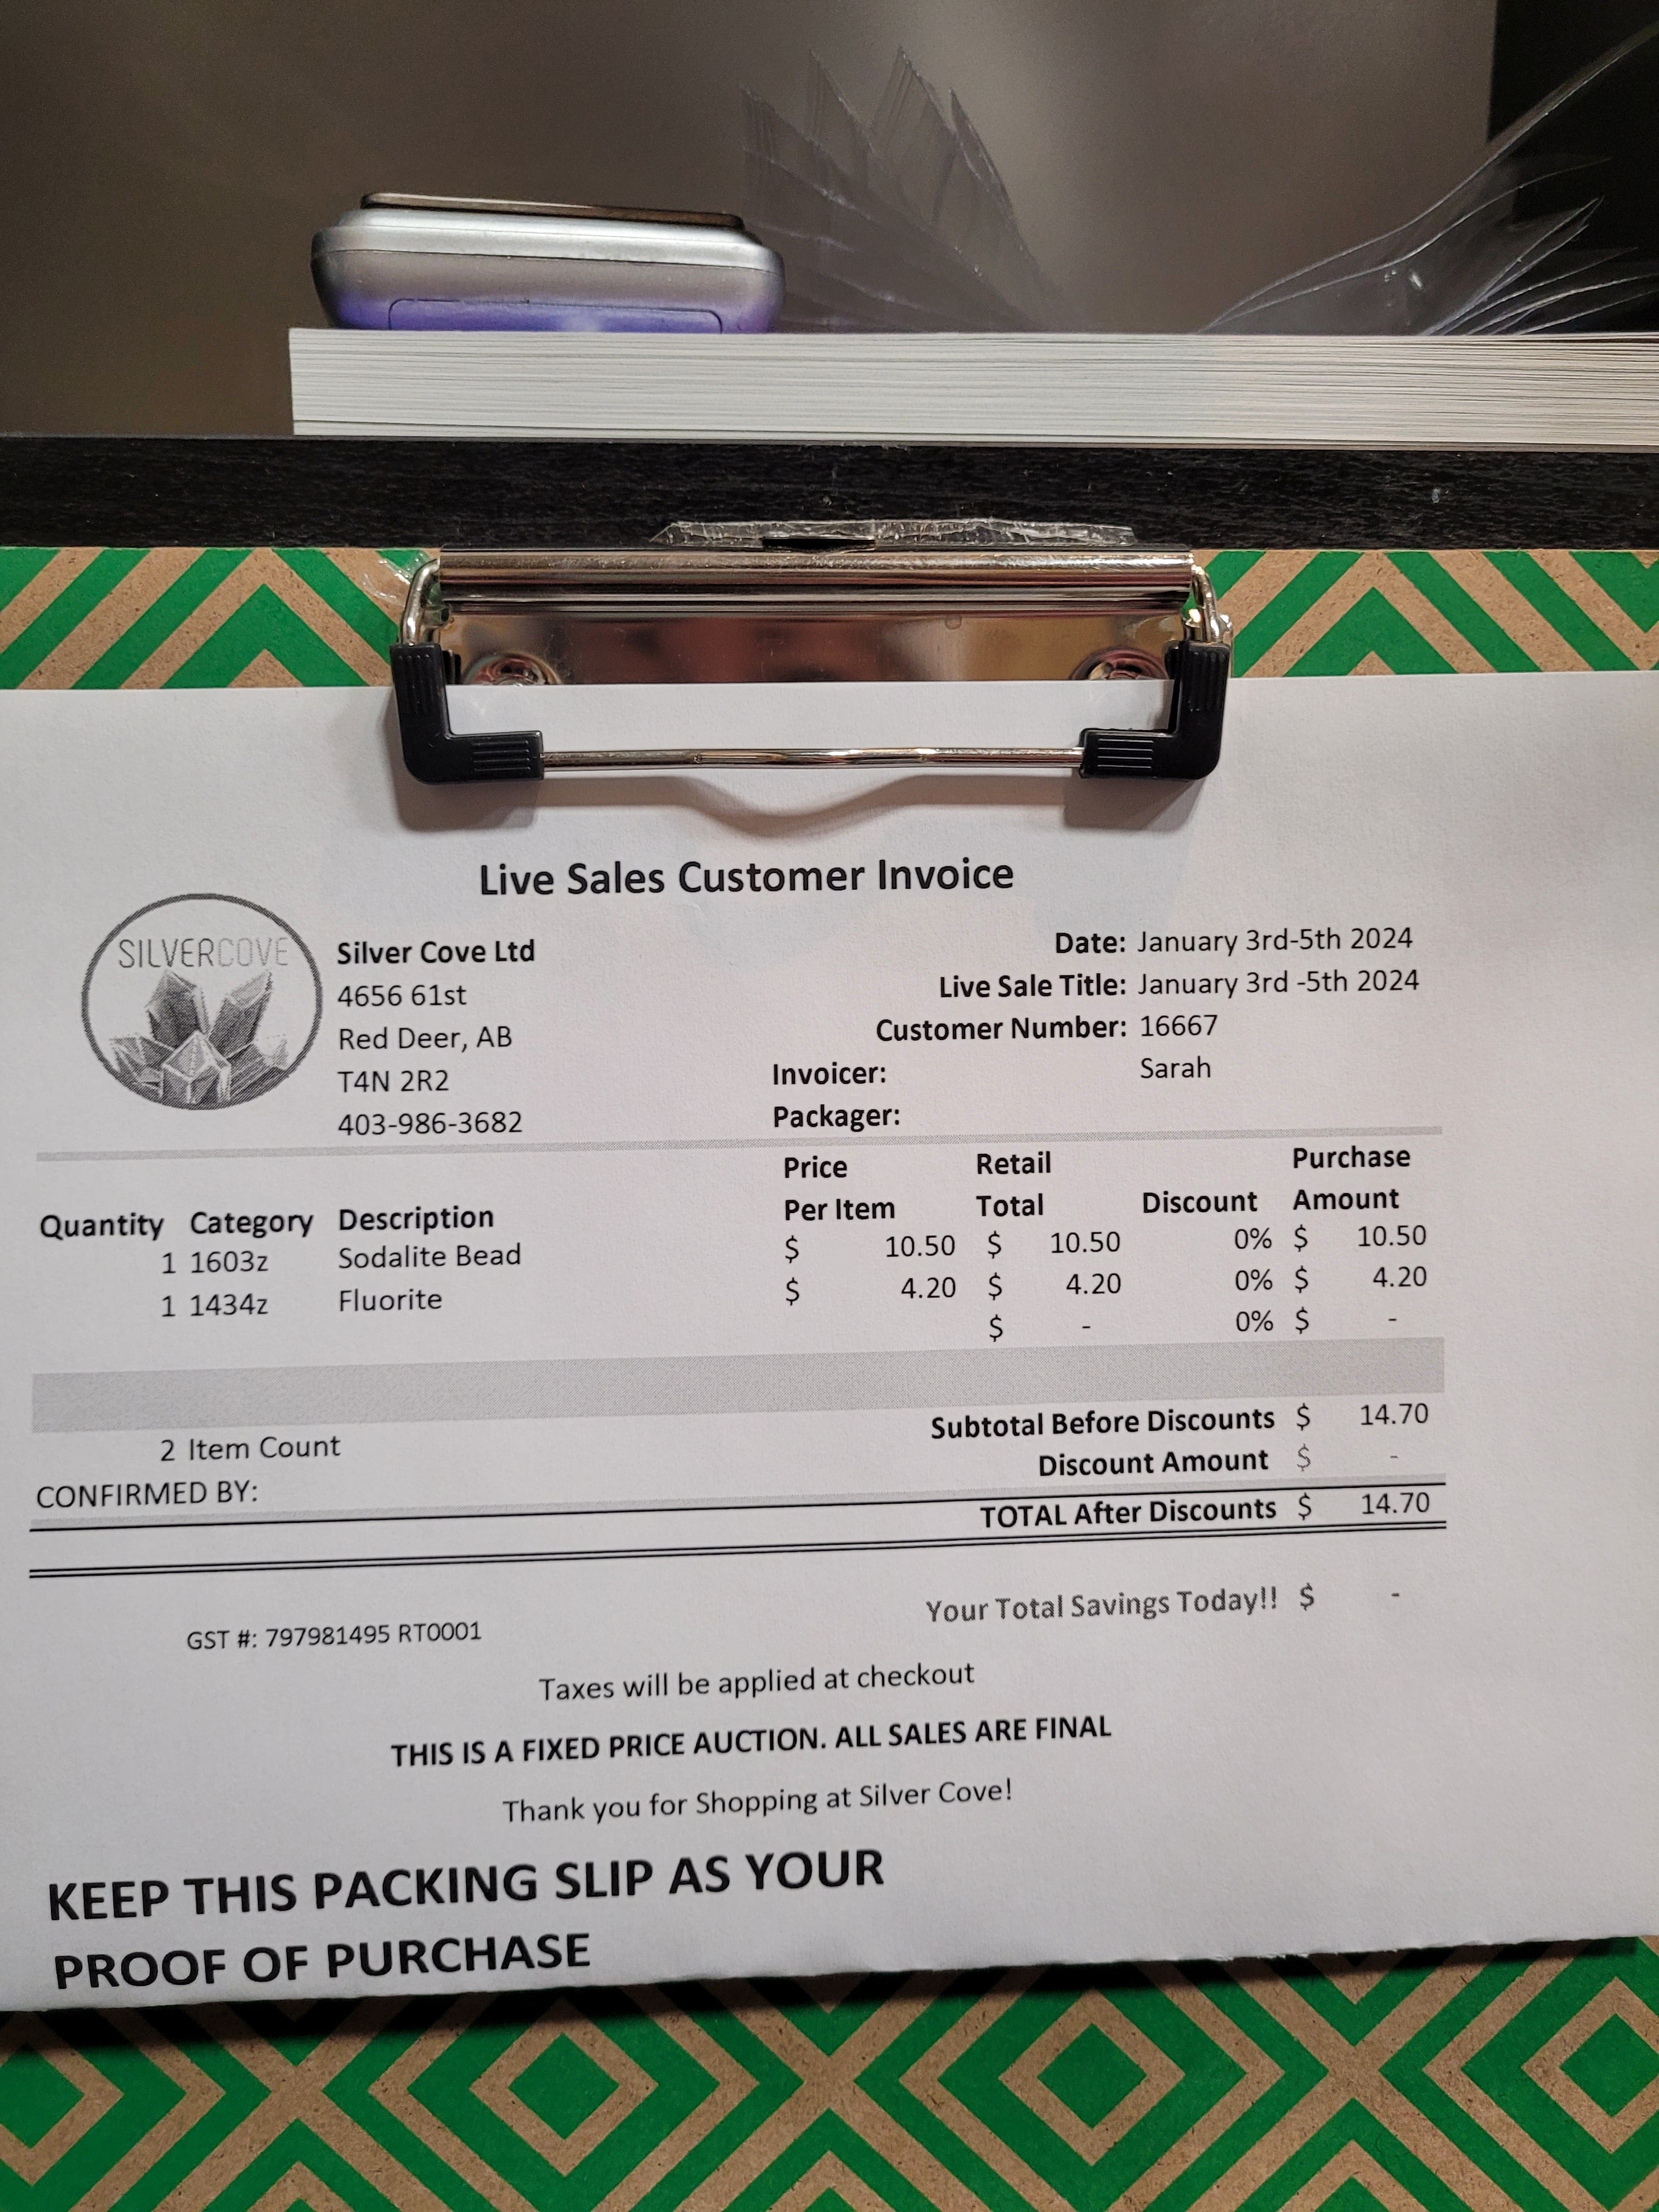 Live Sales Customer Invoice
SILVERCOVE
Silver Cove Ltd
4656 61st
Red Deer, AB
T4N 2R2
403-986-3682
Date: January 3rd-5th 2024
Live Sale Title: January 3rd -5th 2024
Customer Number: 16667
Invoicer: Sarah
Packager:
Quantity Category Description Price Per Item Retail Total Discount Purchase Amount
1 1603z Sodalite Bead $ 10.50 $ 10.50 0% $ 10.50
1 1434z Fluorite $ 4.20 $ 4.20 0% $ 4.20
$ - 0% $ -
Subtotal Before Discounts $ 14.70
2 Item Count
Discount Amount $ -
CONFIRMED BY:
TOTAL After Discounts $ 14.70
Your Total Savings Today!! $ -
GST #: 797981495 RT0001
Taxes will be applied at checkout
THIS IS A FIXED PRICE AUCTION. ALL SALES ARE FINAL
Thank you for Shopping at Silver Cove!
KEEP THIS PACKING SLIP AS YOUR
PROOF OF PURCHASE